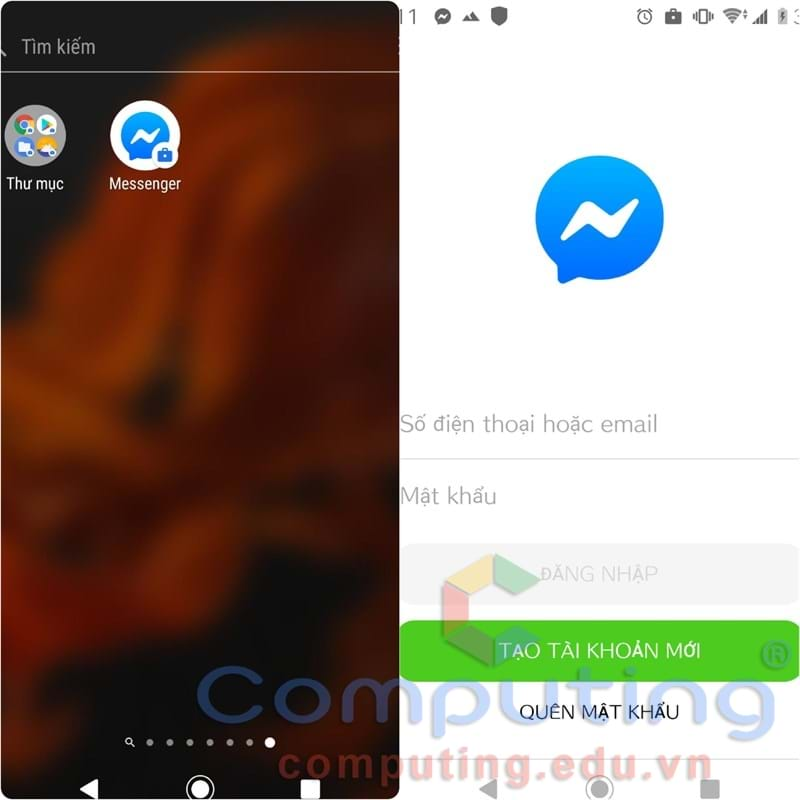 Tìm kiếm
Thư mục
Messenger
11
Số điện thoại hoặc email
Mật khẩu
ĐĂNG NHẬP
TẠO TÀI KHOẢN MỚI
QUÊN MẬT KHẨU
Computing ®
computing.edu.vn